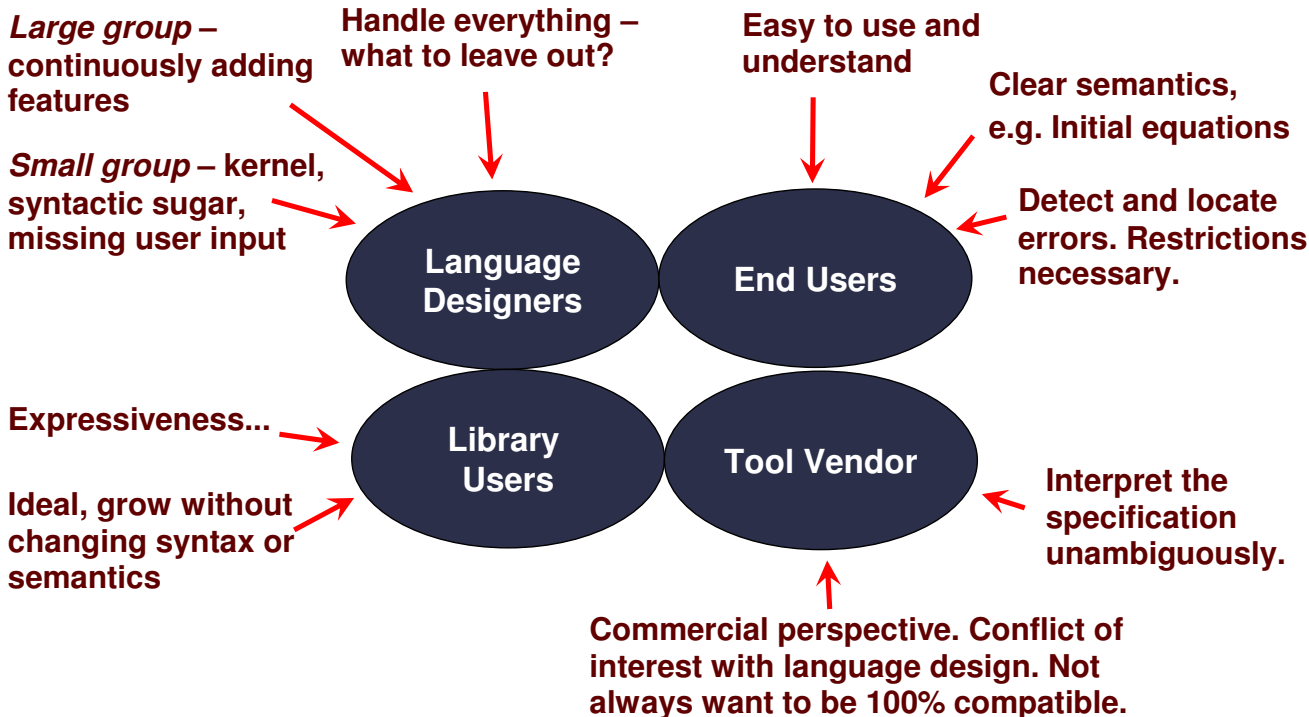 Large group –
continuously adding
features
Handle everything –
what to leave out?
Easy to use and
understand
Clear semantics,
e.g. Initial equations
Small group – kernel,
syntactic sugar,
missing user input
Detect and locate
errors. Restrictions
necessary.
Language
Designers
End Users
Expressiveness...
Ideal, grow without
changing syntax or
semantics
Library
Users
Tool Vendor
Interpret the
specification
unambiguously.
Commercial perspective. Conflict of
interest with language design. Not
always want to be 100% compatible.